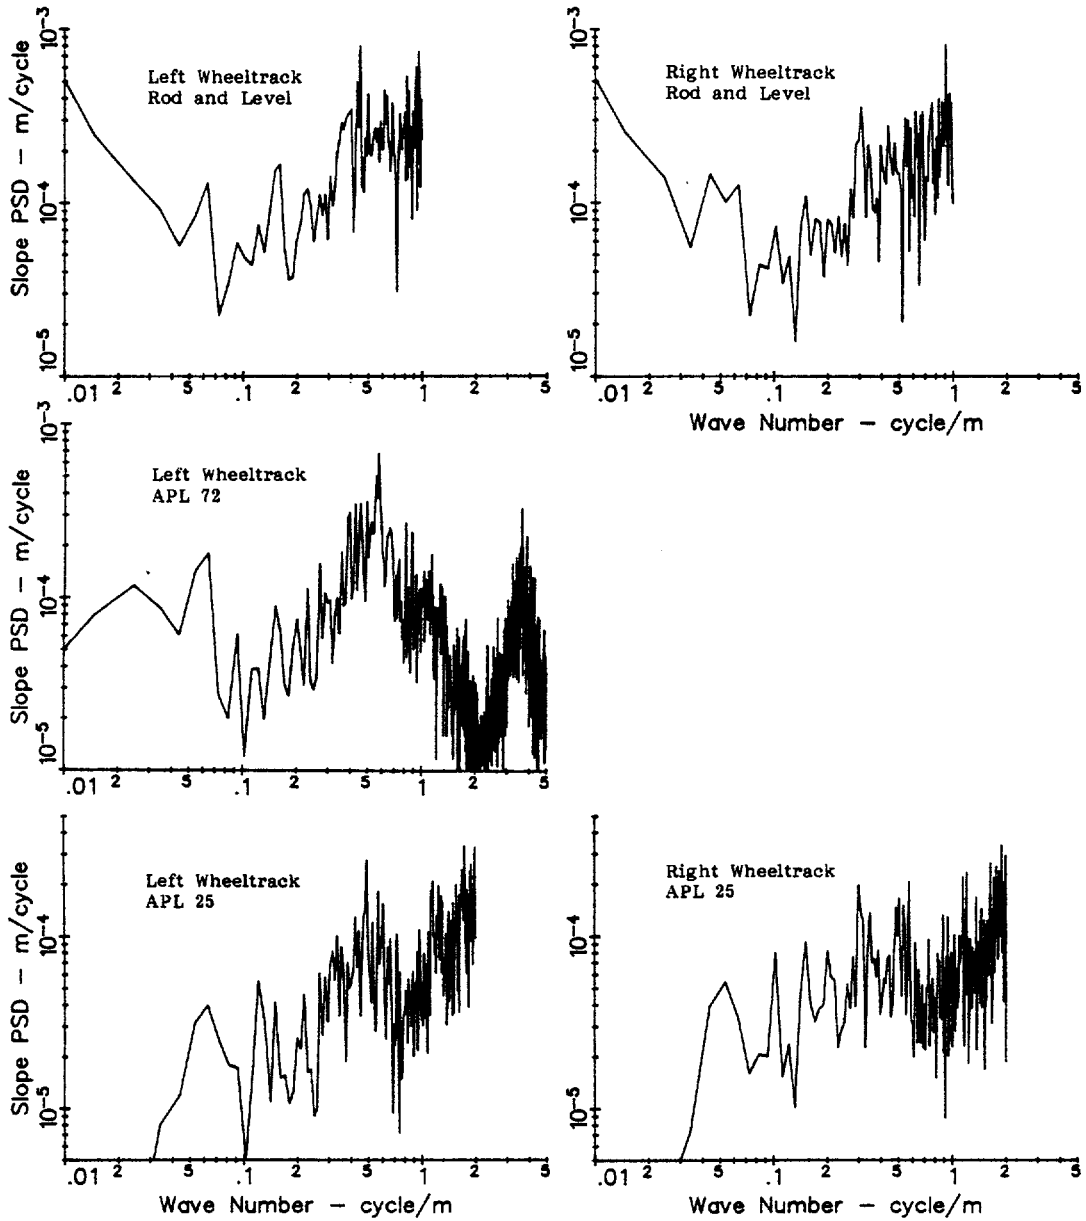 10⁻³
10⁻⁴
10⁻⁵
Slope PSD – m/cycle
Left Wheeltrack
Rod and Level
.01 2 5 .1 2 5 1 2 5
10⁻³
10⁻⁴
10⁻⁵
Right Wheeltrack
Rod and Level
.01 2 5 .1 2 5 1 2 5
Wave Number – cycle/m
10⁻³
10⁻⁴
10⁻⁵
Slope PSD – m/cycle
Left Wheeltrack
APL 72
.01 2 5 .1 2 5 1 2 5
10⁻⁴
10⁻⁵
Slope PSD – m/cycle
Left Wheeltrack
APL 25
.01 2 5 .1 2 5 1 2 5
Wave Number – cycle/m
10⁻⁴
10⁻⁵
Right Wheeltrack
APL 25
.01 2 5 .1 2 5 1 2 5
Wave Number – cycle/m